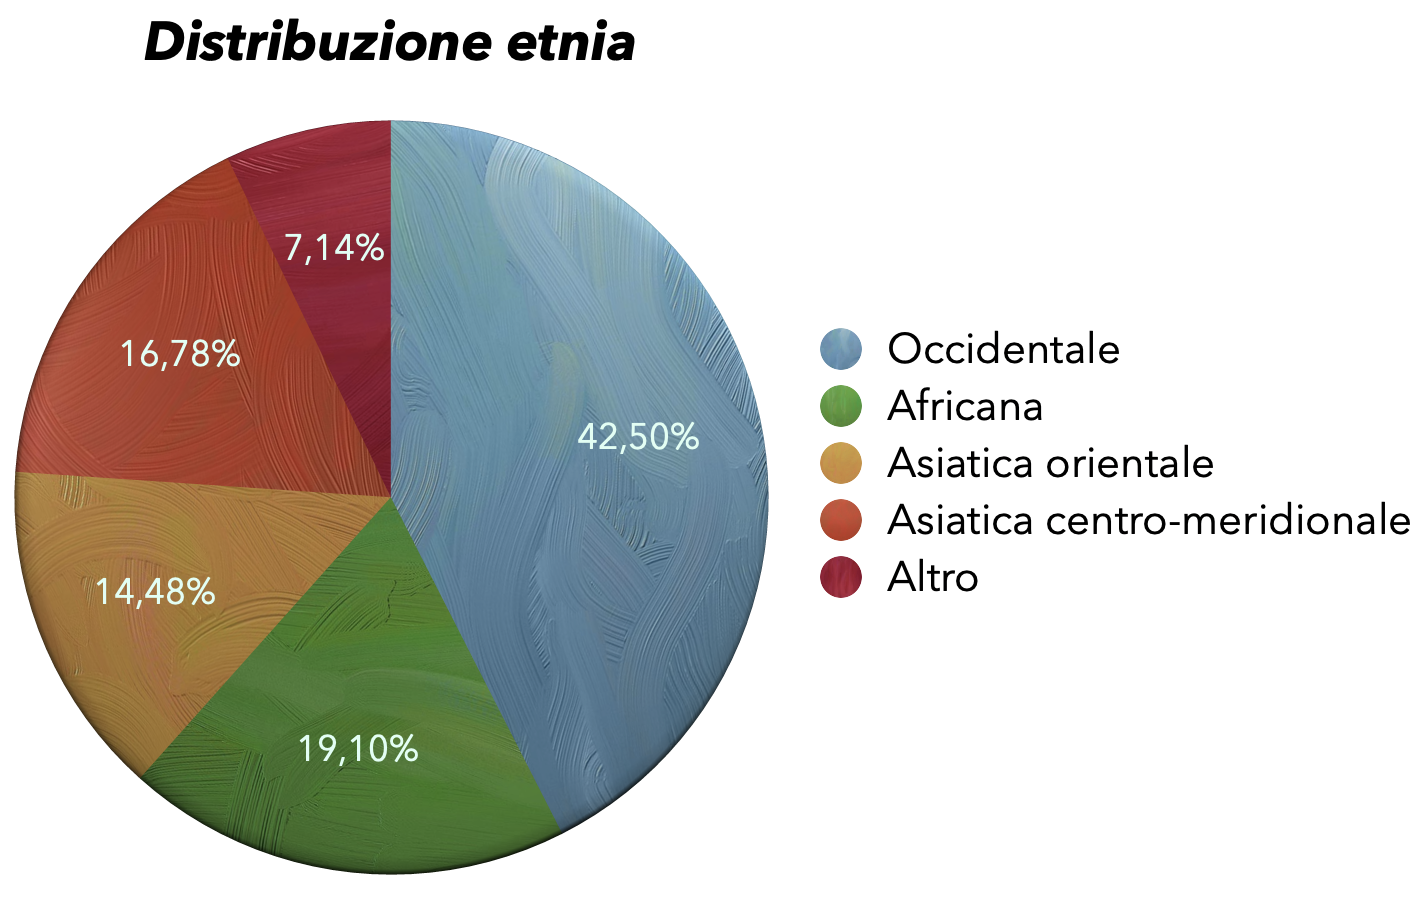 Distribuzione etnia
7,14%
16,78%
42,50%
14,48%
19,10%
Occidentale
Africana
Asiatica orientale
Asiatica centro-meridionale
Altro